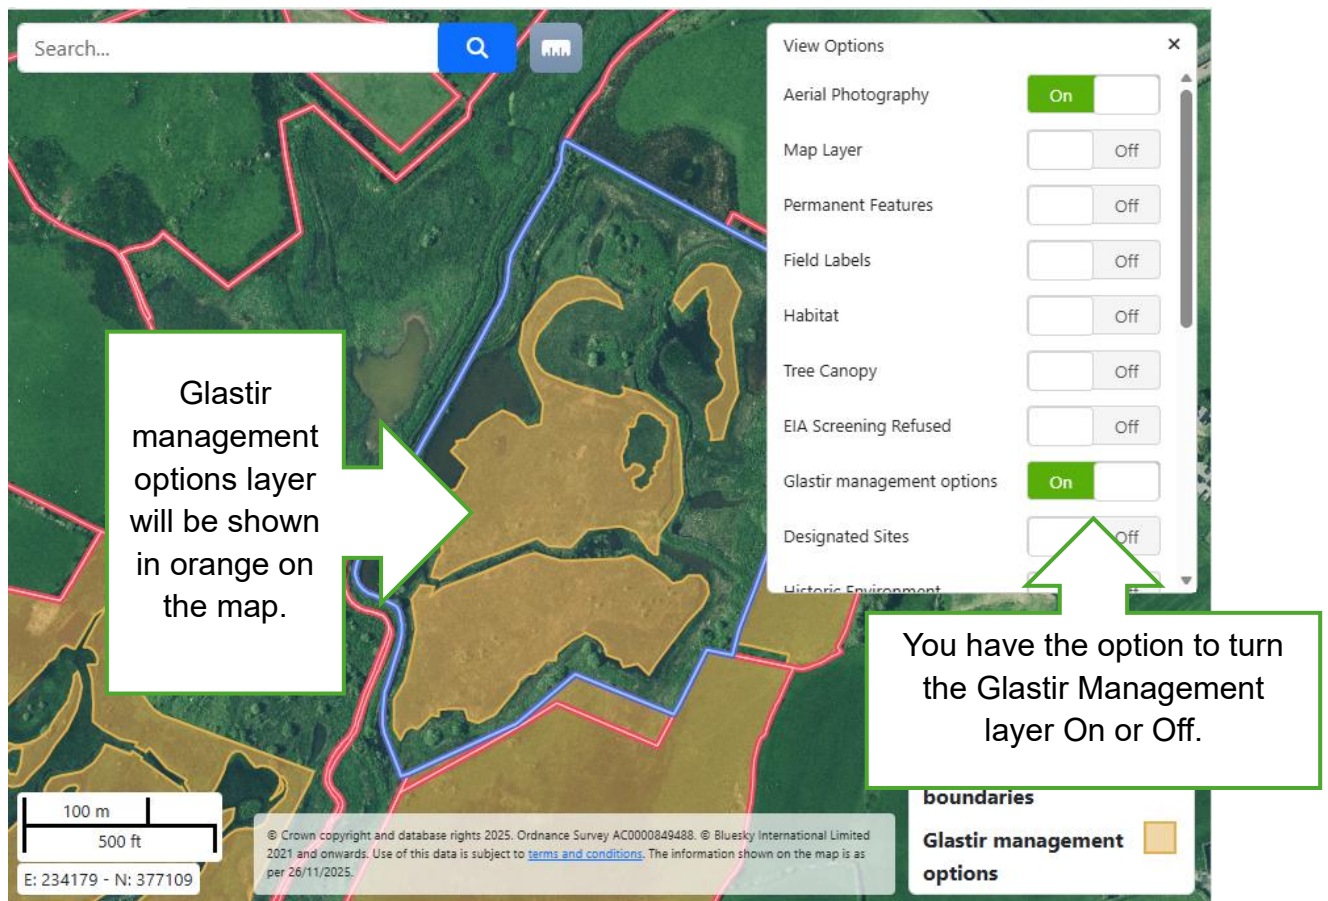 Search...
View Options
Aerial Photography On
Map Layer Off
Permanent Features Off
Field Labels Off
Habitat Off
Tree Canopy Off
EIA Screening Refused Off
Glastir management options On
Designated Sites Off
Historic Environment
Glastir
management
options layer
will be shown
in orange on
the map.
You have the option to turn
the Glastir Management
layer On or Off.
boundaries
Glastir management
options
100 m
500 ft
E: 234179 - N: 377109
© Crown copyright and database rights 2025. Ordnance Survey AC0000849488. © Bluesky International Limited
2021 and onwards. Use of this data is subject to terms and conditions. The information shown on the map is as
per 26/11/2025.